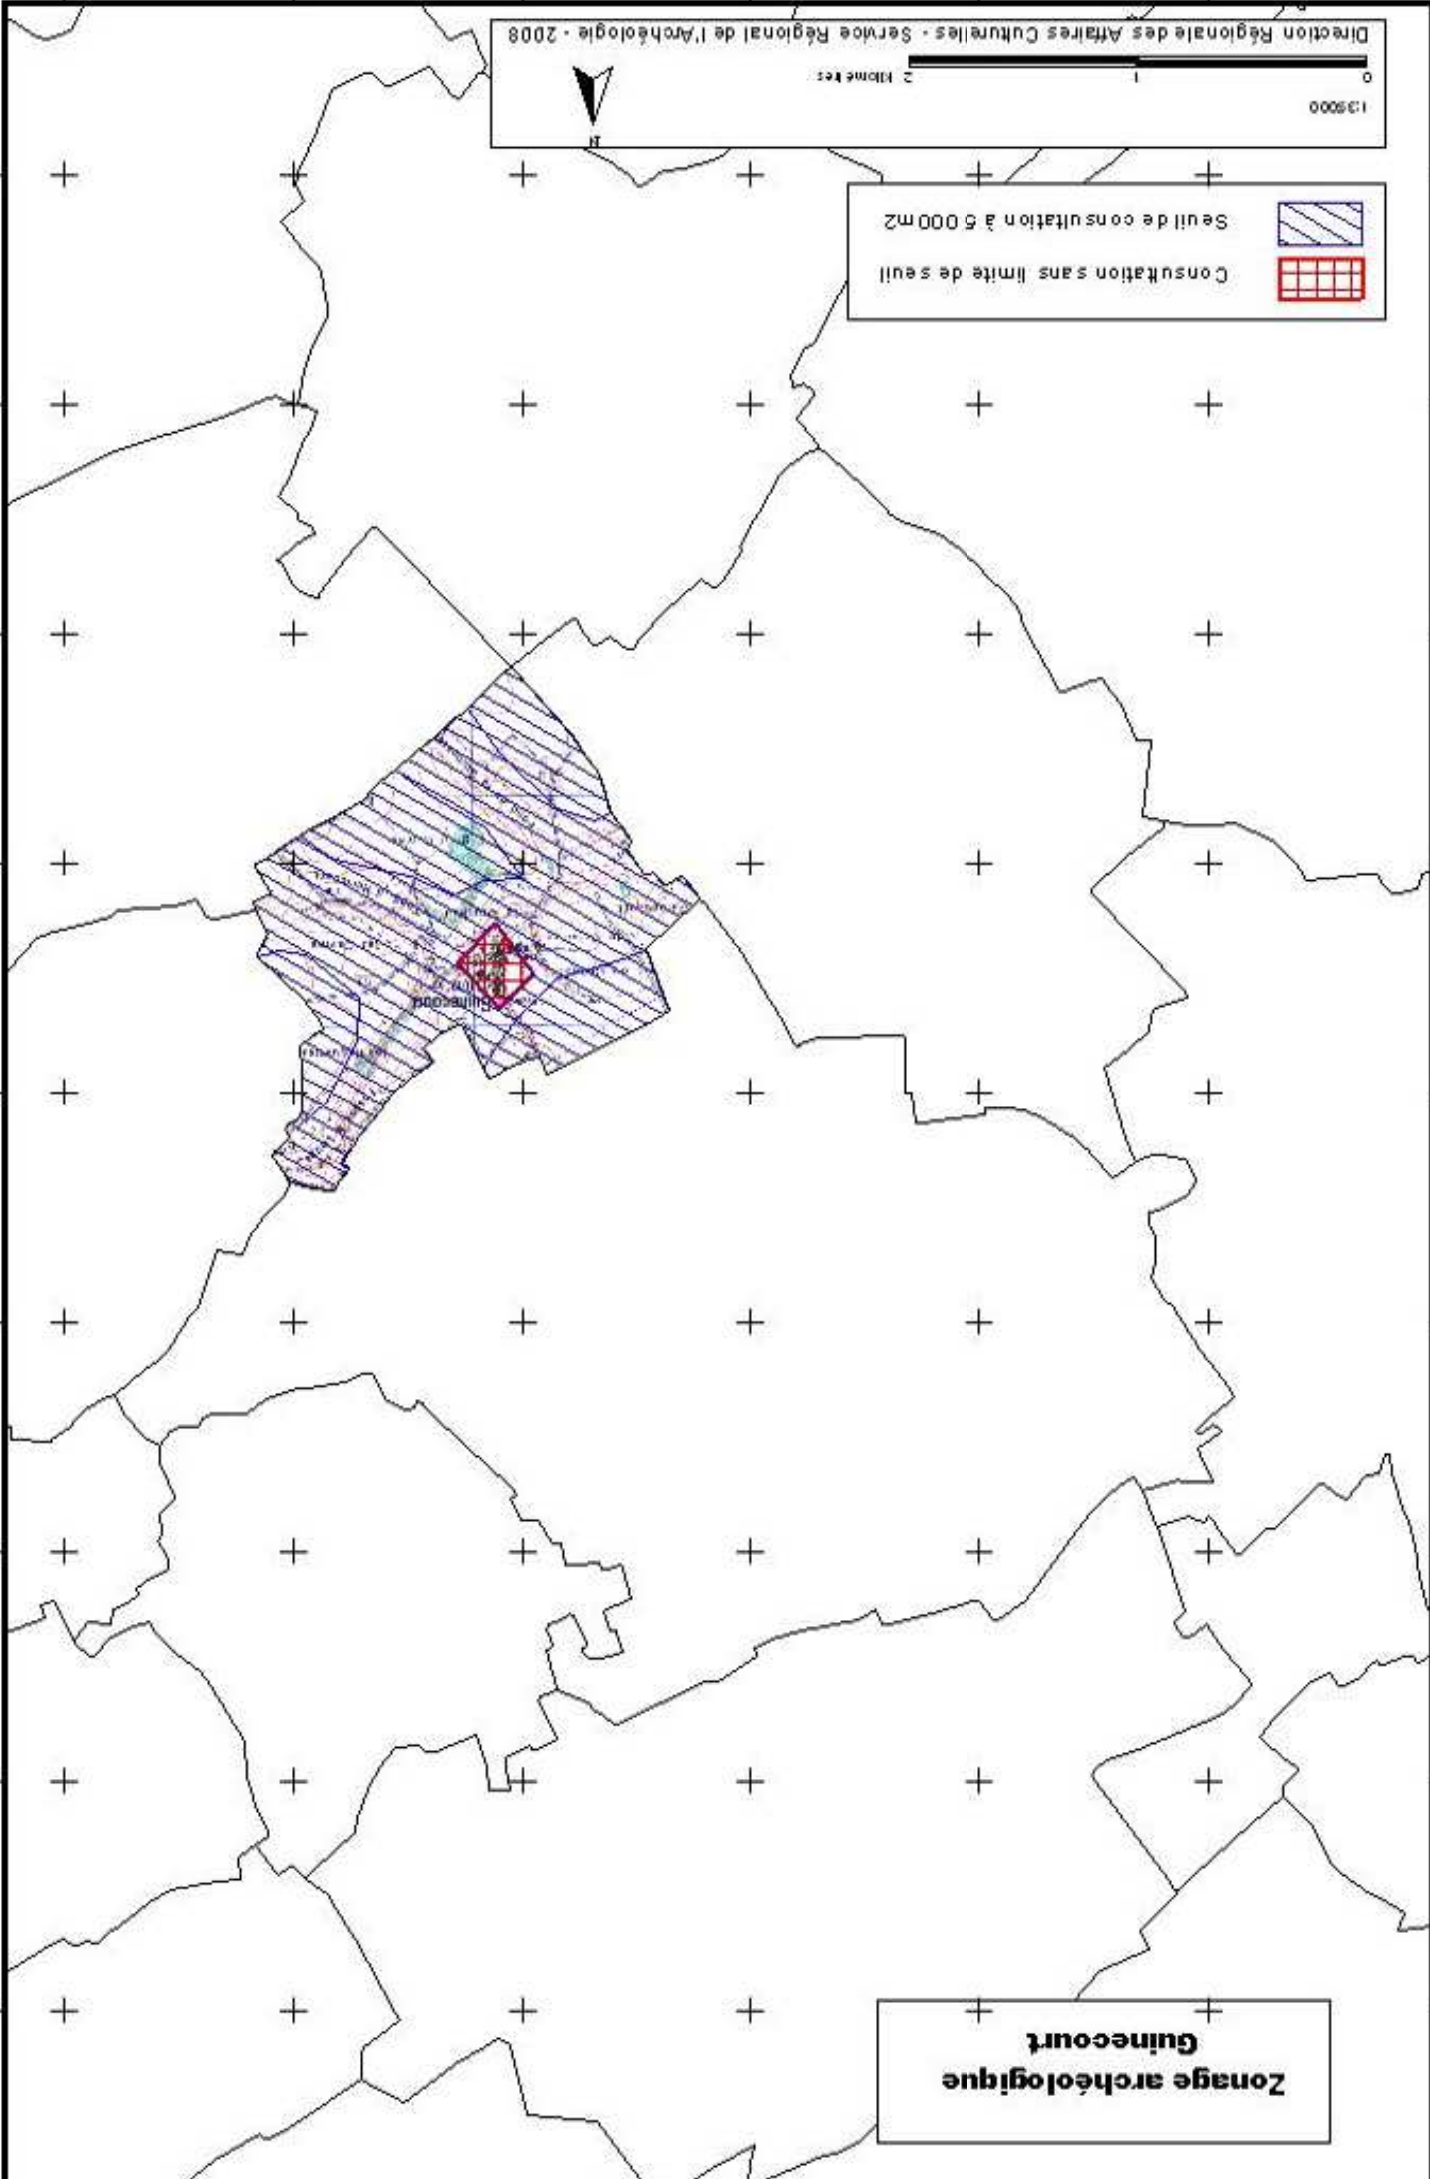 Zonage archéologique
Guinecourt
Guinecourt
Consultation sans limite de seuil
Seuil de consultation à 5 000 m2
1:35000
N
0 1 2 Kilomètres
Direction Régionale des Affaires Culturelles - Service Régional de l'Archéologie - 2008